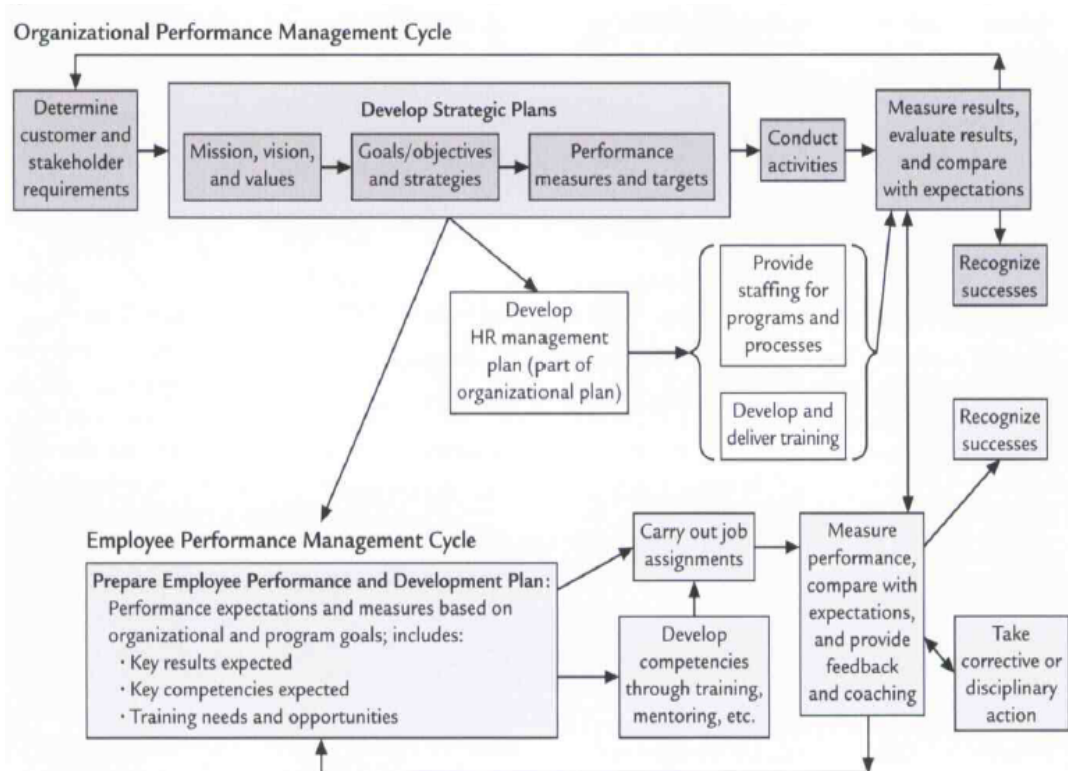 Organizational Performance Management Cycle
Determine
customer and
stakeholder
requirements
Develop Strategic Plans
Mission, vision,
and values
Goals/objectives
and strategies
Performance
measures and targets
Conduct
activities
Measure results,
evaluate results,
and compare
with expectations
Recognize
successes
Develop
HR management
plan (part of
organizational plan)
Provide
staffing for
programs and
processes
Develop and
deliver training
Recognize
successes
Employee Performance Management Cycle
Prepare Employee Performance and Development Plan:
Performance expectations and measures based on
organizational and program goals; includes:
· Key results expected
· Key competencies expected
· Training needs and opportunities
Carry out job
assignments
Develop
competencies
through training,
mentoring, etc.
Measure
performance,
compare with
expectations,
and provide
feedback
and coaching
Take
corrective or
disciplinary
action